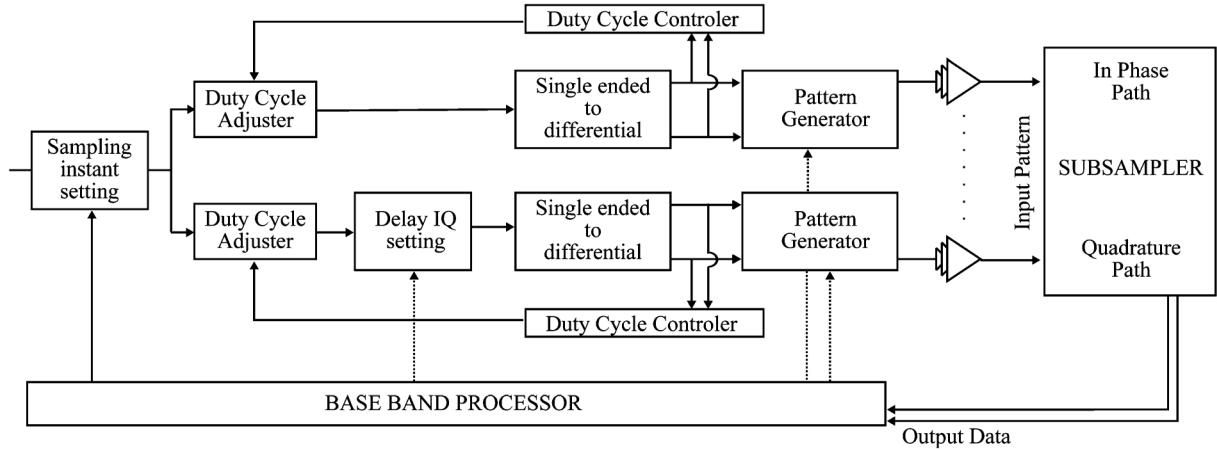 Duty Cycle Controler
Duty Cycle
Adjuster
Single ended
to
differential
Pattern
Generator
In Phase
Path
Sampling
instant
setting
Input Pattern
SUBSAMPLER
Duty Cycle
Adjuster
Delay IQ
setting
Single ended
to
differential
Pattern
Generator
Quadrature
Path
Duty Cycle Controler
BASE BAND PROCESSOR
Output Data